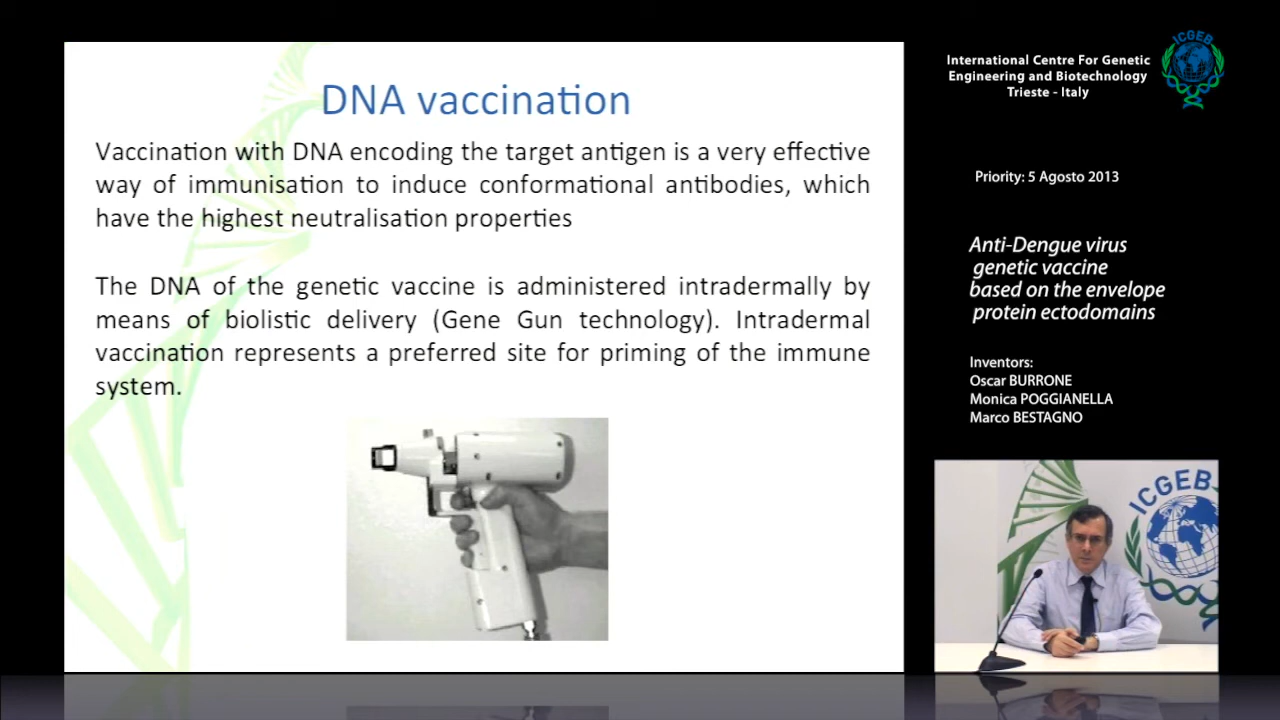 DNA vaccination
Vaccination with DNA encoding the target antigen is a very effective
way of immunisation to induce conformational antibodies, which
have the highest neutralisation properties
The DNA of the genetic vaccine is administered intradermally by
means of biolistic delivery (Gene Gun technology). Intradermal
vaccination represents a preferred site for priming of the immune
system.
International Centre For Genetic
Engineering and Biotechnology
Trieste - Italy
ICGEB
Priority: 5 Agosto 2013
Anti-Dengue virus
genetic vaccine
based on the envelope
protein ectodomains
Inventors:
Oscar BURRONE
Monica POGGIANELLA
Marco BESTAGNO
ICGEB